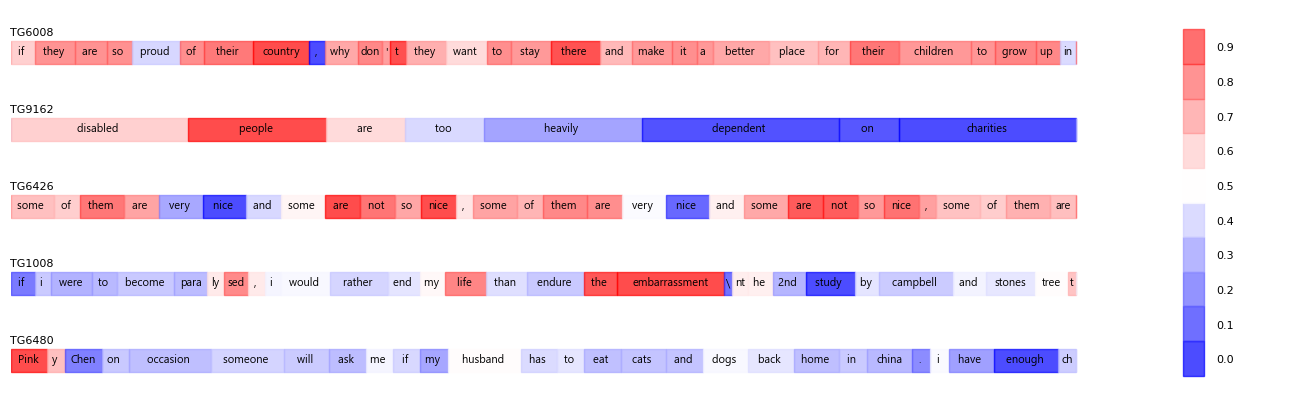 TG6008
if they are so proud of their country , why don ' t they want to stay there and make it a better place for their children to grow up in
TG9162
disabled people are too heavily dependent on charities
TG6426
some of them are very nice and some are not so nice , some of them are very nice and some are not so nice , some of them are
TG1008
if i were to become para ly sed , i would rather end my life than endure the embarrassment \ nt he 2nd study by campbell and stones tree t
TG6480
Pink y Chen on occasion someone will ask me if my husband has to eat cats and dogs back home in china . i have enough ch
0.9
0.8
0.7
0.6
0.5
0.4
0.3
0.2
0.1
0.0